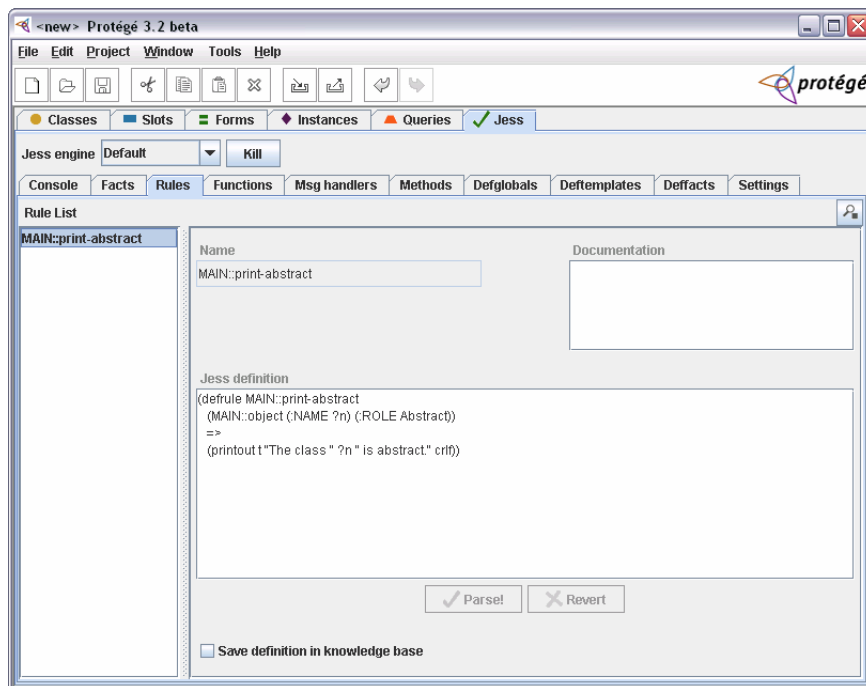 <new> Protégé 3.2 beta
File Edit Project Window Tools Help
protégé
Classes Slots Forms Instances Queries Jess
Jess engine Default Kill
Console Facts Rules Functions Msg handlers Methods Defglobals Deftemplates Deffacts Settings
Rule List
MAIN::print-abstract
Name Documentation
MAIN::print-abstract
Jess definition
(defrule MAIN::print-abstract
(MAIN::object (:NAME ?n) (:ROLE Abstract))
=>
(printout t "The class " ?n " is abstract." crlf))
Parse! Revert
Save definition in knowledge base